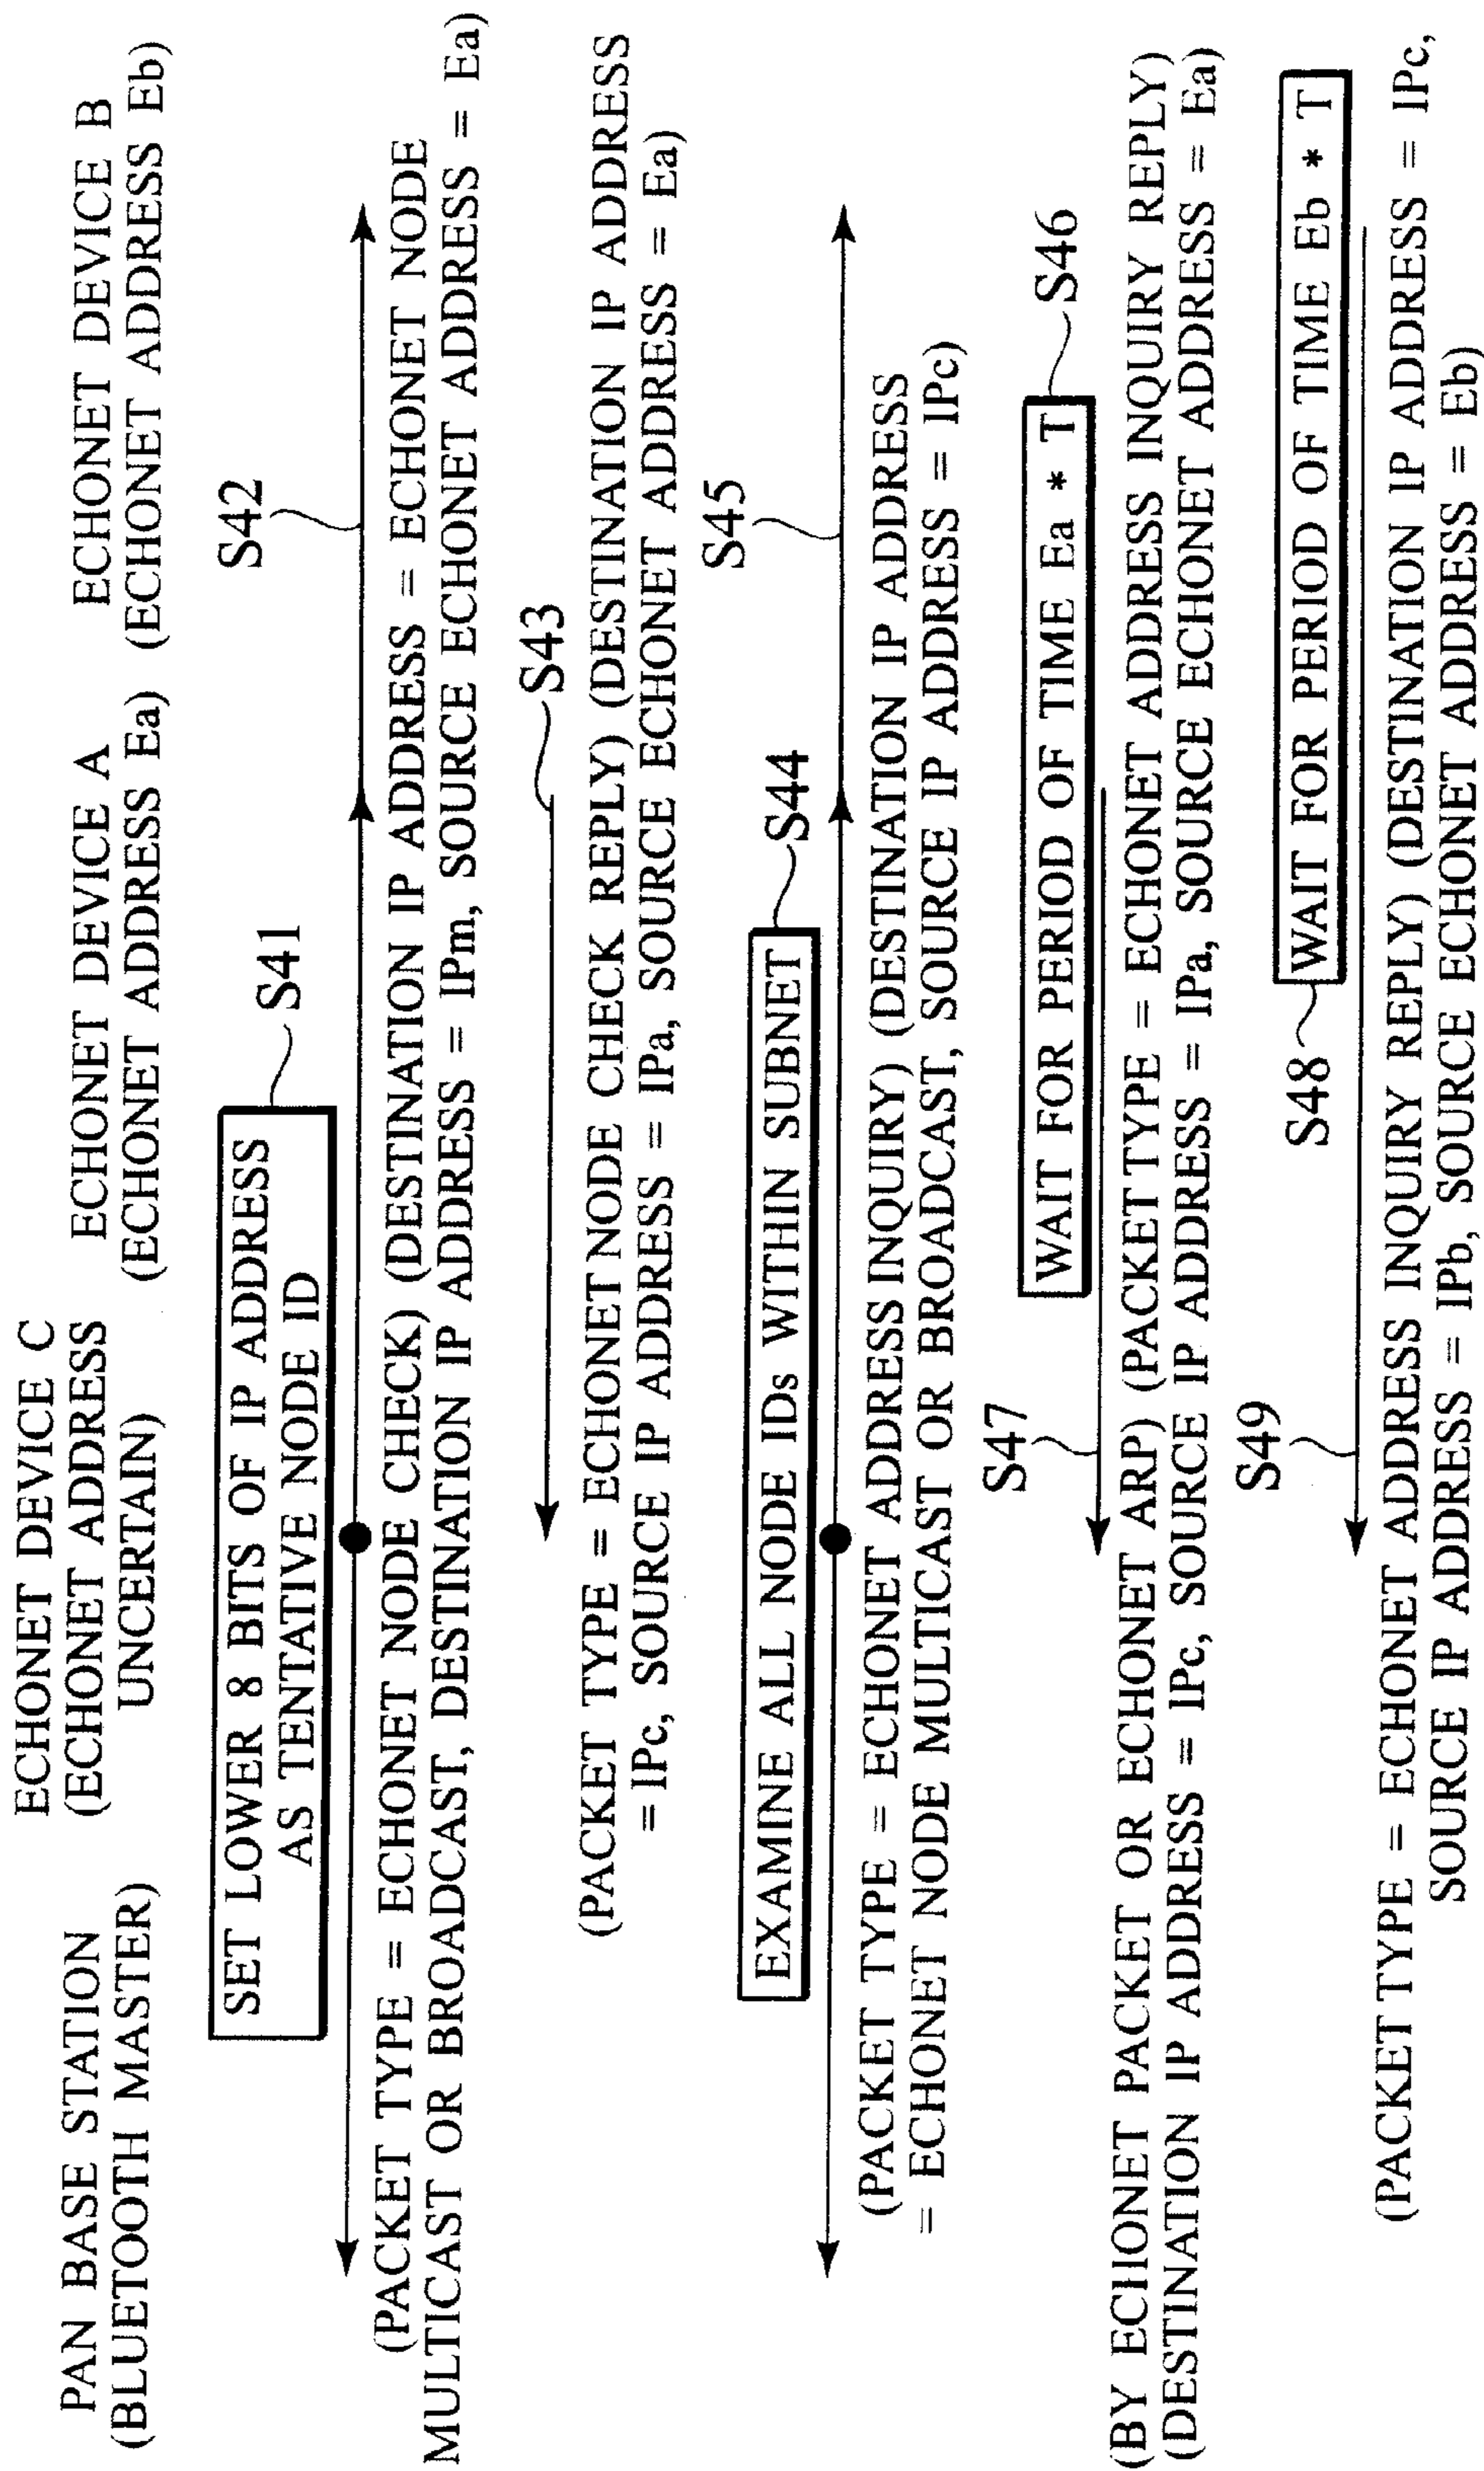 PAN BASE STATION
(BLUETOOTH MASTER)
ECHONET DEVICE C
(ECHONET ADDRESS
UNCERTAIN)
ECHONET DEVICE A
(ECHONET ADDRESS Ea)
ECHONET DEVICE B
(ECHONET ADDRESS Eb)
SET LOWER 8 BITS OF IP ADDRESS
AS TENTATIVE NODE ID
S41
S42
(PACKET TYPE = ECHONET NODE CHECK) (DESTINATION IP ADDRESS = ECHONET NODE
MULTICAST OR BROADCAST, DESTINATION IP ADDRESS = IPm, SOURCE ECHONET ADDRESS = Ea)
S43
(PACKET TYPE = ECHONET NODE CHECK REPLY) (DESTINATION IP ADDRESS
= IPc, SOURCE IP ADDRESS = IPa, SOURCE ECHONET ADDRESS = Ea)
EXAMINE ALL NODE IDs WITHIN SUBNET
S44
S45
(PACKET TYPE = ECHONET ADDRESS INQUIRY) (DESTINATION IP ADDRESS
= ECHONET NODE MULTICAST OR BROADCAST, SOURCE IP ADDRESS = IPc)
WAIT FOR PERIOD OF TIME Ea * T
S46
S47
(BY ECHONET PACKET OR ECHONET ARP) (PACKET TYPE = ECHONET ADDRESS INQUIRY REPLY)
(DESTINATION IP ADDRESS = IPc, SOURCE IP ADDRESS = IPa, SOURCE ECHONET ADDRESS = Ea)
S48
WAIT FOR PERIOD OF TIME Eb * T
S49
(PACKET TYPE = ECHONET ADDRESS INQUIRY REPLY) (DESTINATION IP ADDRESS = IPc,
SOURCE IP ADDRESS = IPb, SOURCE ECHONET ADDRESS = Eb)